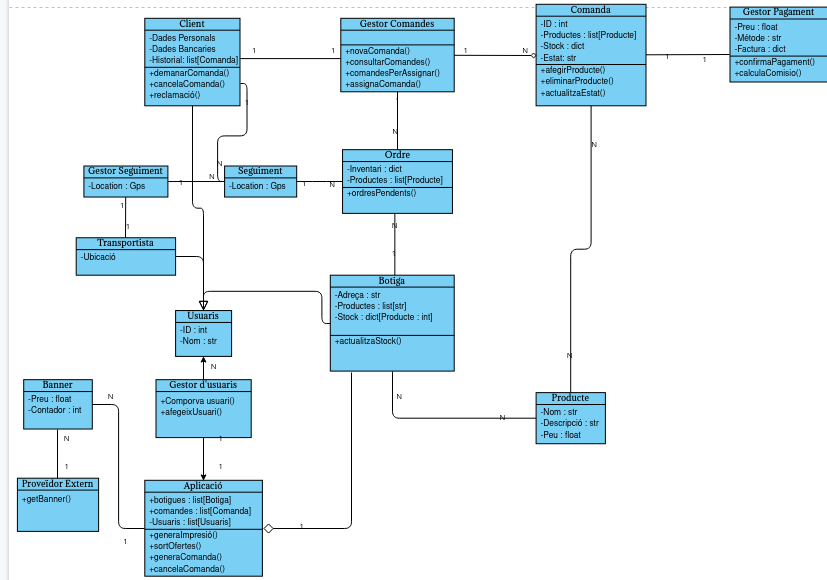 Client
-Dades Personals
-Dades Bancaries
-Historial: list[Comanda]
+demanarComanda()
+cancelaComanda()
+reclamació()
1
1
Gestor Comandes
+novaComanda()
+consultarComandes()
+comandesPerAssignar()
+assignaComanda()
1
N
Comanda
-ID : int
-Productes : list[Producte]
-Stock : dict
-Estat: str
+afegirProducte()
+eliminarProducte()
+actualitzaEstat()
1
1
Gestor Pagament
-Preu : float
-Métode : str
-Factura : dict
+confirmaPagament()
+calculaComisio()
1
N
N
N
Gestor Seguiment
-Location : Gps
1
N
Seguiment
-Location : Gps
1
N
Ordre
-Inventari : dict
-Productes : list[Producte]
+ordresPendents()
1
1
Transportista
-Ubicació
N
1
Botiga
-Adreça : str
-Productes : list[str]
-Stock : dict[Producte : int]
+actualitzaStock()
Usuaris
-ID : int
-Nom : str
N
N
Banner
-Preu : float
-Contador : int
N
Gestor d'usuaris
+Comporva usuari()
+afegeixUsuari()
N
N
Producte
-Nom : str
-Descripció : str
-Peu : float
N
1
1
1
Proveïdor Extern
+getBanner()
Aplicació
+botigues : list[Botiga]
+comandes : list[Comanda]
-Usuaris : list[Usuaris]
+generaImpresió()
+sortOfertes()
+generaComanda()
+cancelaComanda()
1
1